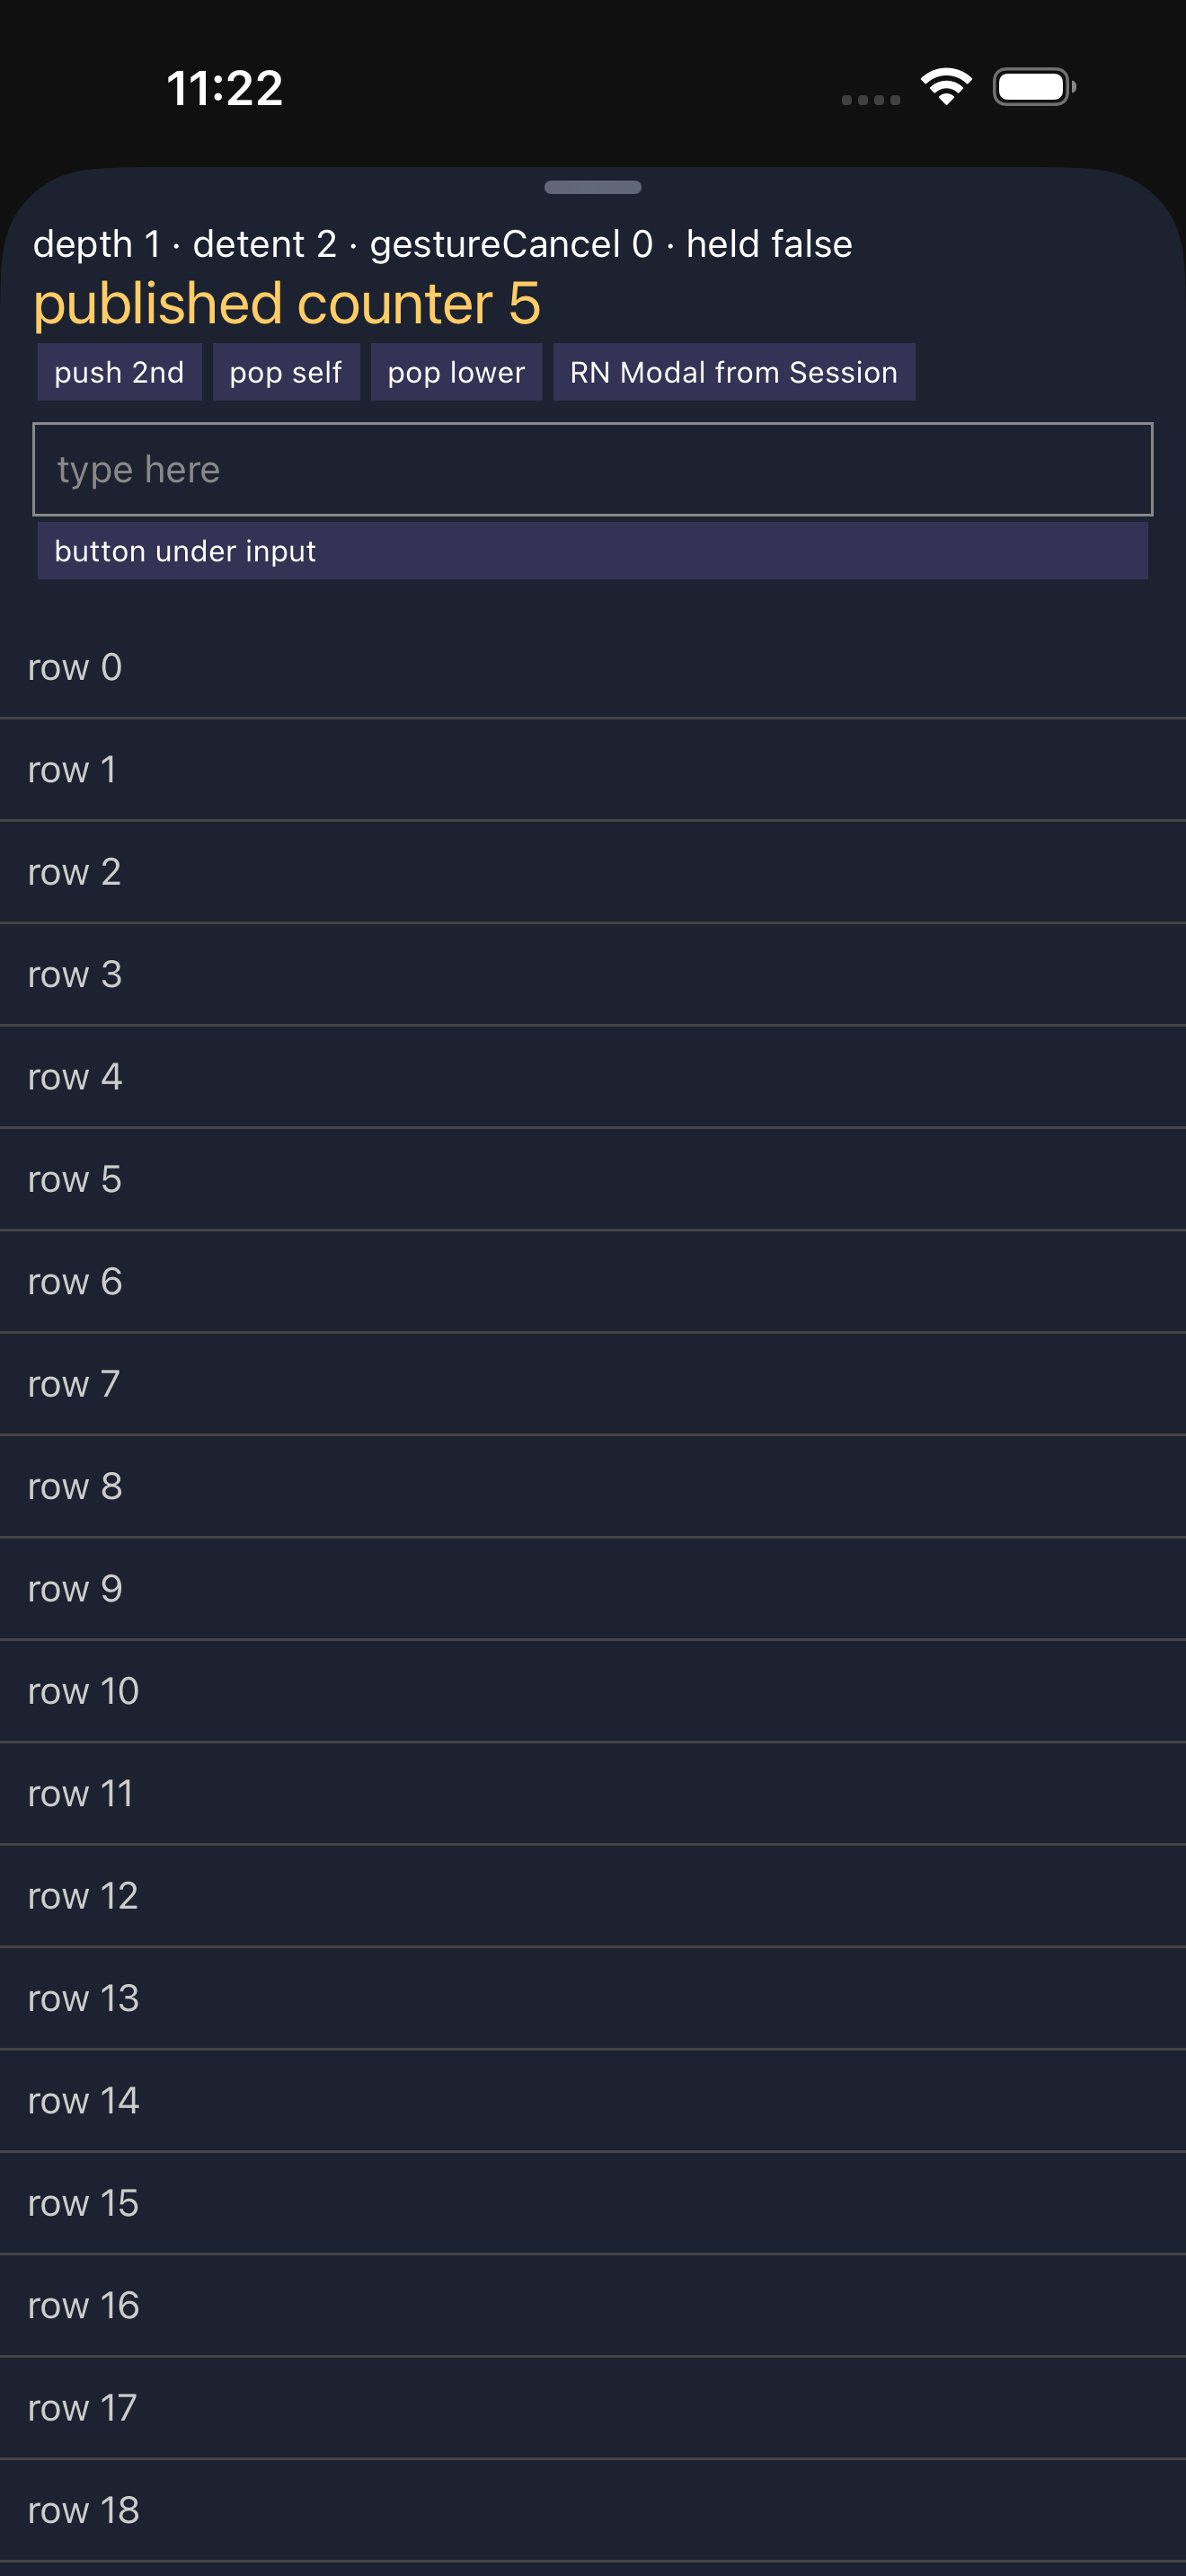 11:22
depth 1 · detent 2 · gestureCancel 0 · held false
published counter 5
push 2nd pop self pop lower RN Modal from Session
type here
button under input
row 0
row 1
row 2
row 3
row 4
row 5
row 6
row 7
row 8
row 9
row 10
row 11
row 12
row 13
row 14
row 15
row 16
row 17
row 18